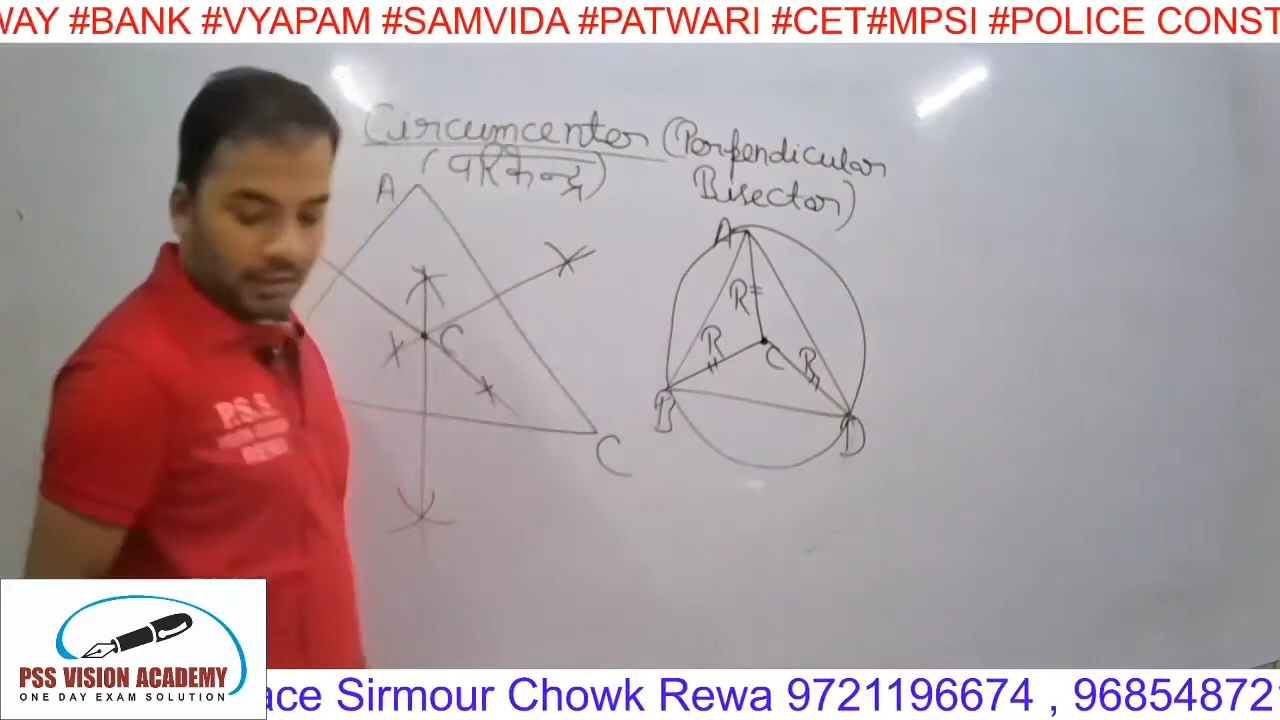 WAY #BANK #VYAPAM #SAMVIDA #PATWARI #CET#MPSI #POLICE CONST
Circumcenter (Perpendicular
Bisector)
(परिकेन्द्र)
A
C
C
A
R
R
R
C
B
D
P.S.S
PSS VISION ACADEMY
ONE DAY EXAM SOLUTION
ace Sirmour Chowk Rewa 9721196674 , 968548721